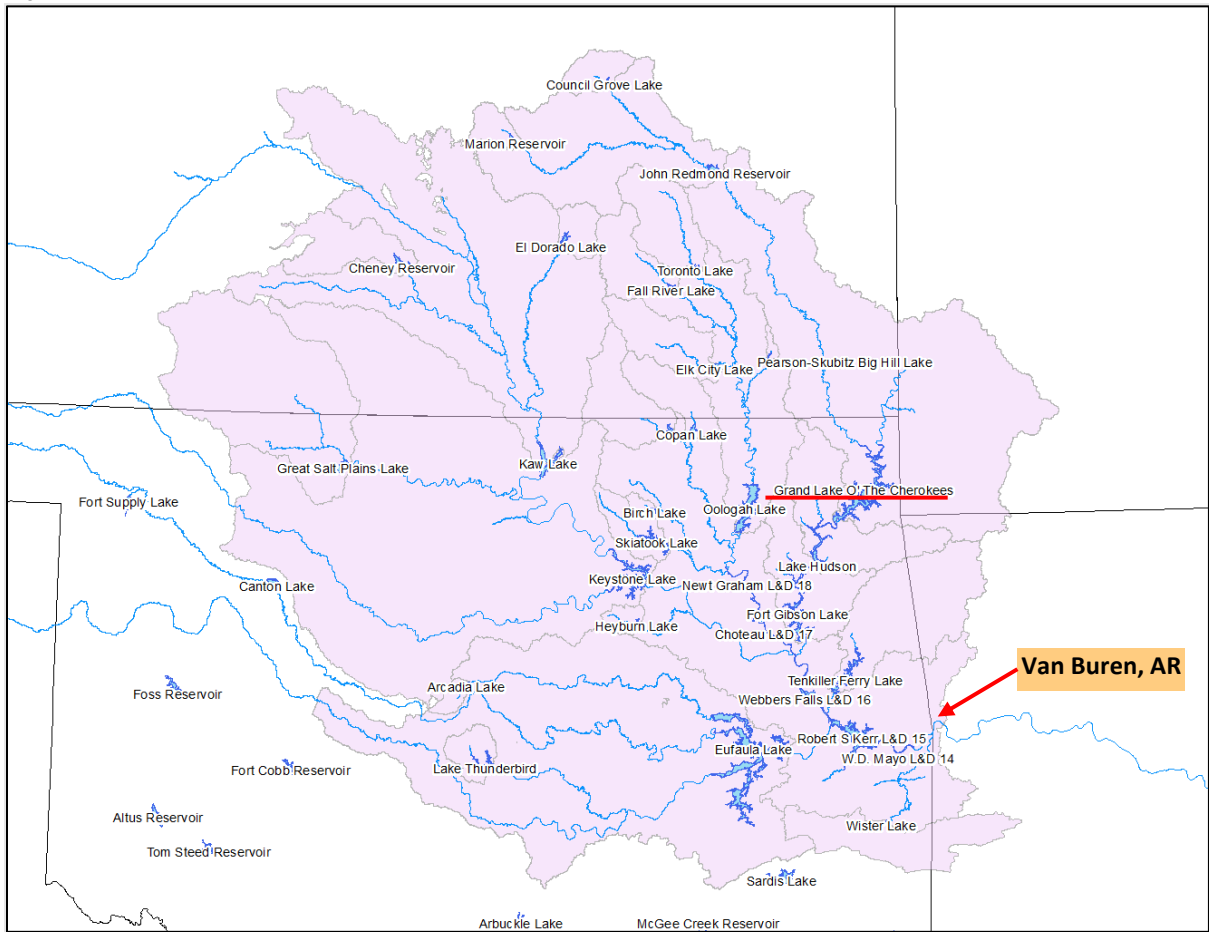 Council Grove Lake
Marion Reservoir
John Redmond Reservoir
El Dorado Lake
Cheney Reservoir
Toronto Lake
Fall River Lake
Pearson-Skubitz Big Hill Lake
Elk City Lake
Copan Lake
Kaw Lake
Great Salt Plains Lake
Grand Lake O' The Cherokees
Fort Supply Lake
Oologah Lake
Birch Lake
Skiatook Lake
Lake Hudson
Keystone Lake
Newt Graham L&D 18
Canton Lake
Fort Gibson Lake
Heyburn Lake
Choteau L&D 17
Van Buren, AR
Tenkiller Ferry Lake
Arcadia Lake
Foss Reservoir
Webbers Falls L&D 16
Robert S Kerr L&D 15
Eufaula Lake
W.D. Mayo L&D 14
Lake Thunderbird
Fort Cobb Reservoir
Altus Reservoir
Wister Lake
Tom Steed Reservoir
Sardis Lake
Arbuckle Lake
McGee Creek Reservoir